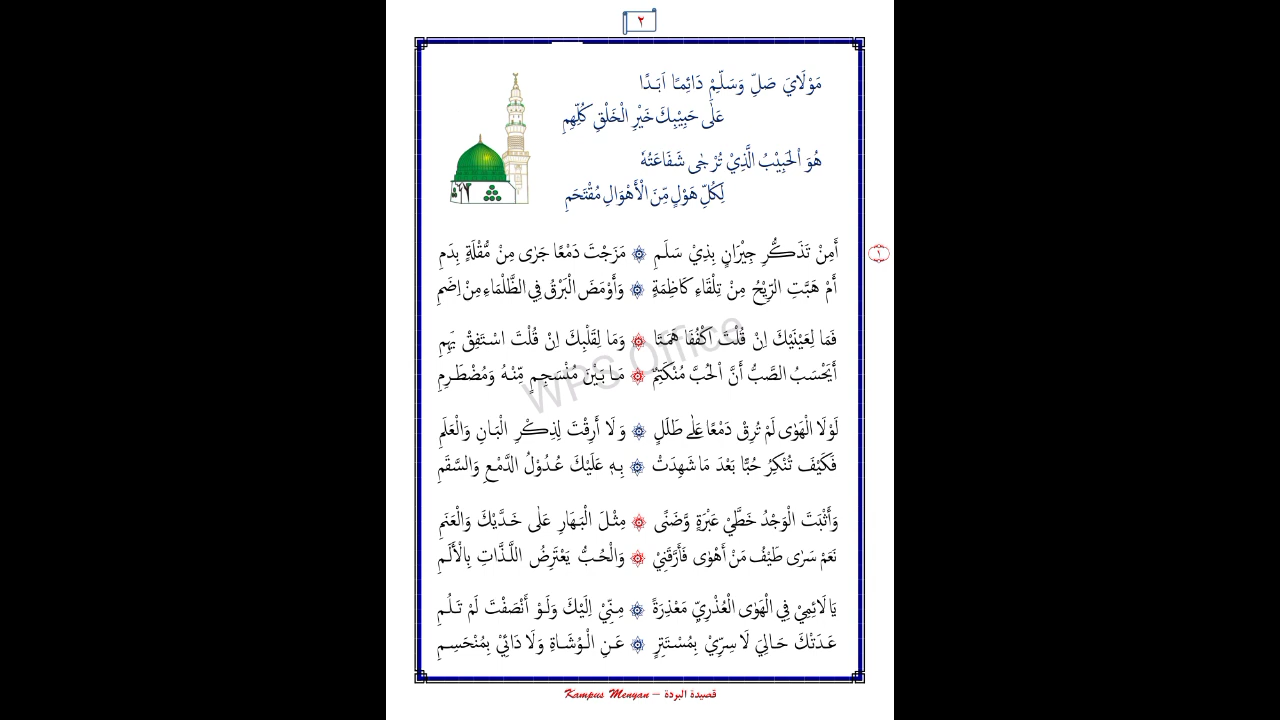 ٢
مَوْلَايَ صَلِّ وَسَلِّمْ دَائِمًا اَبَدًا
عَلٰى حَبِيْبِكَ خَيْرِ الْخَلْقِ كُلِّهِمِ
هُوَ الْحَبِيْبُ الَّذِيْ تُرْجٰى شَفَاعَتُهٗ
لِكُلِّ هَوْلٍ مِّنَ الْأَهْوَالِ مُقْتَحَمِ
أَمِنْ تَذَكُّرِ جِيْرَانٍ بِذِيْ سَلَمِ ۞ مَزَجْتَ دَمْعًا جَرٰى مِنْ مُّقْلَةٍ بِدَمِ
١
أَمْ هَبَّتِ الرِّيْحُ مِنْ تِلْقَاءِ كَاظِمَةٍ ۞ وَأَوْمَضَ الْبَرْقُ فِي الظَّلْمَاءِ مِنْ اِضَمِ
فَمَا لِعَيْنَيْكَ اِنْ قُلْتَ اكْفُفَا هَمَتَا ۞ وَمَا لِقَلْبِكَ اِنْ قُلْتَ اسْتَفِقْ يَهِمِ
أَيَحْسَبُ الصَّبُّ أَنَّ الْحُبَّ مُنْكَتِمٌ ۞ مَا بَيْنَ مُنْسَجِمٍ مِّنْهُ وَمُضْطَرِمِ
لَوْلَا الْهَوٰى لَمْ تُرِقْ دَمْعًا عَلٰى طَلَلٍ ۞ وَلَا أَرِقْتَ لِذِكْرِ الْبَانِ وَالْعَلَمِ
فَكَيْفَ تُنْكِرُ حُبًّا بَعْدَ مَا شَهِدَتْ ۞ بِهٖ عَلَيْكَ عُدُوْلُ الدَّمْعِ وَالسَّقَمِ
وَأَثْبَتَ الْوَجْدُ خَطَّيْ عَبْرَةٍ وَّضَنًى ۞ مِثْلَ الْبَهَارِ عَلٰى خَدَّيْكَ وَالْعَنَمِ
نَعَمْ سَرٰى طَيْفُ مَنْ أَهْوٰى فَأَرَّقَنِيْ ۞ وَالْحُبُّ يَعْتَرِضُ اللَّذَّاتِ بِالْأَلَمِ
يَا لَائِمِيْ فِي الْهَوٰى الْعُذْرِيِّ مَعْذِرَةً ۞ مِنِّيْ اِلَيْكَ وَلَوْ أَنْصَفْتَ لَمْ تَلُمِ
عَدَتْكَ حَالِيَ لَا سِرِّيْ بِمُسْتَتِرٍ ۞ عَنِ الْوُشَاةِ وَلَا دَائِيْ بِمُنْحَسِمِ
WPS Office
قصيدة البردة – Kampus Menyan